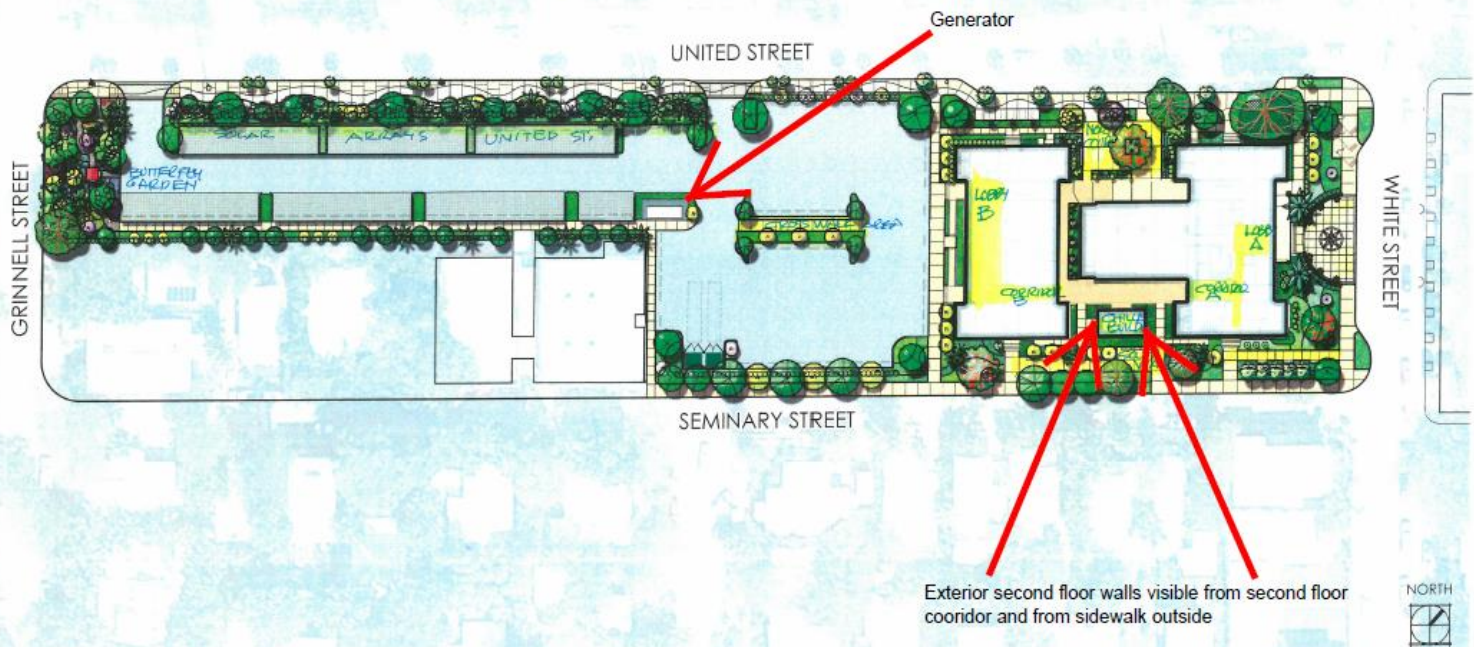 Generator
UNITED STREET
SOLAR ARRAYS UNITED ST.
BUTTERFLY
GARDEN
GRINNELL STREET
WHITE STREET
LOBBY
B
LOBBY
A
CORRIDOR
B
CORRIDOR
A
SEMINARY STREET
Exterior second floor walls visible from second floor
cooridor and from sidewalk outside
NORTH